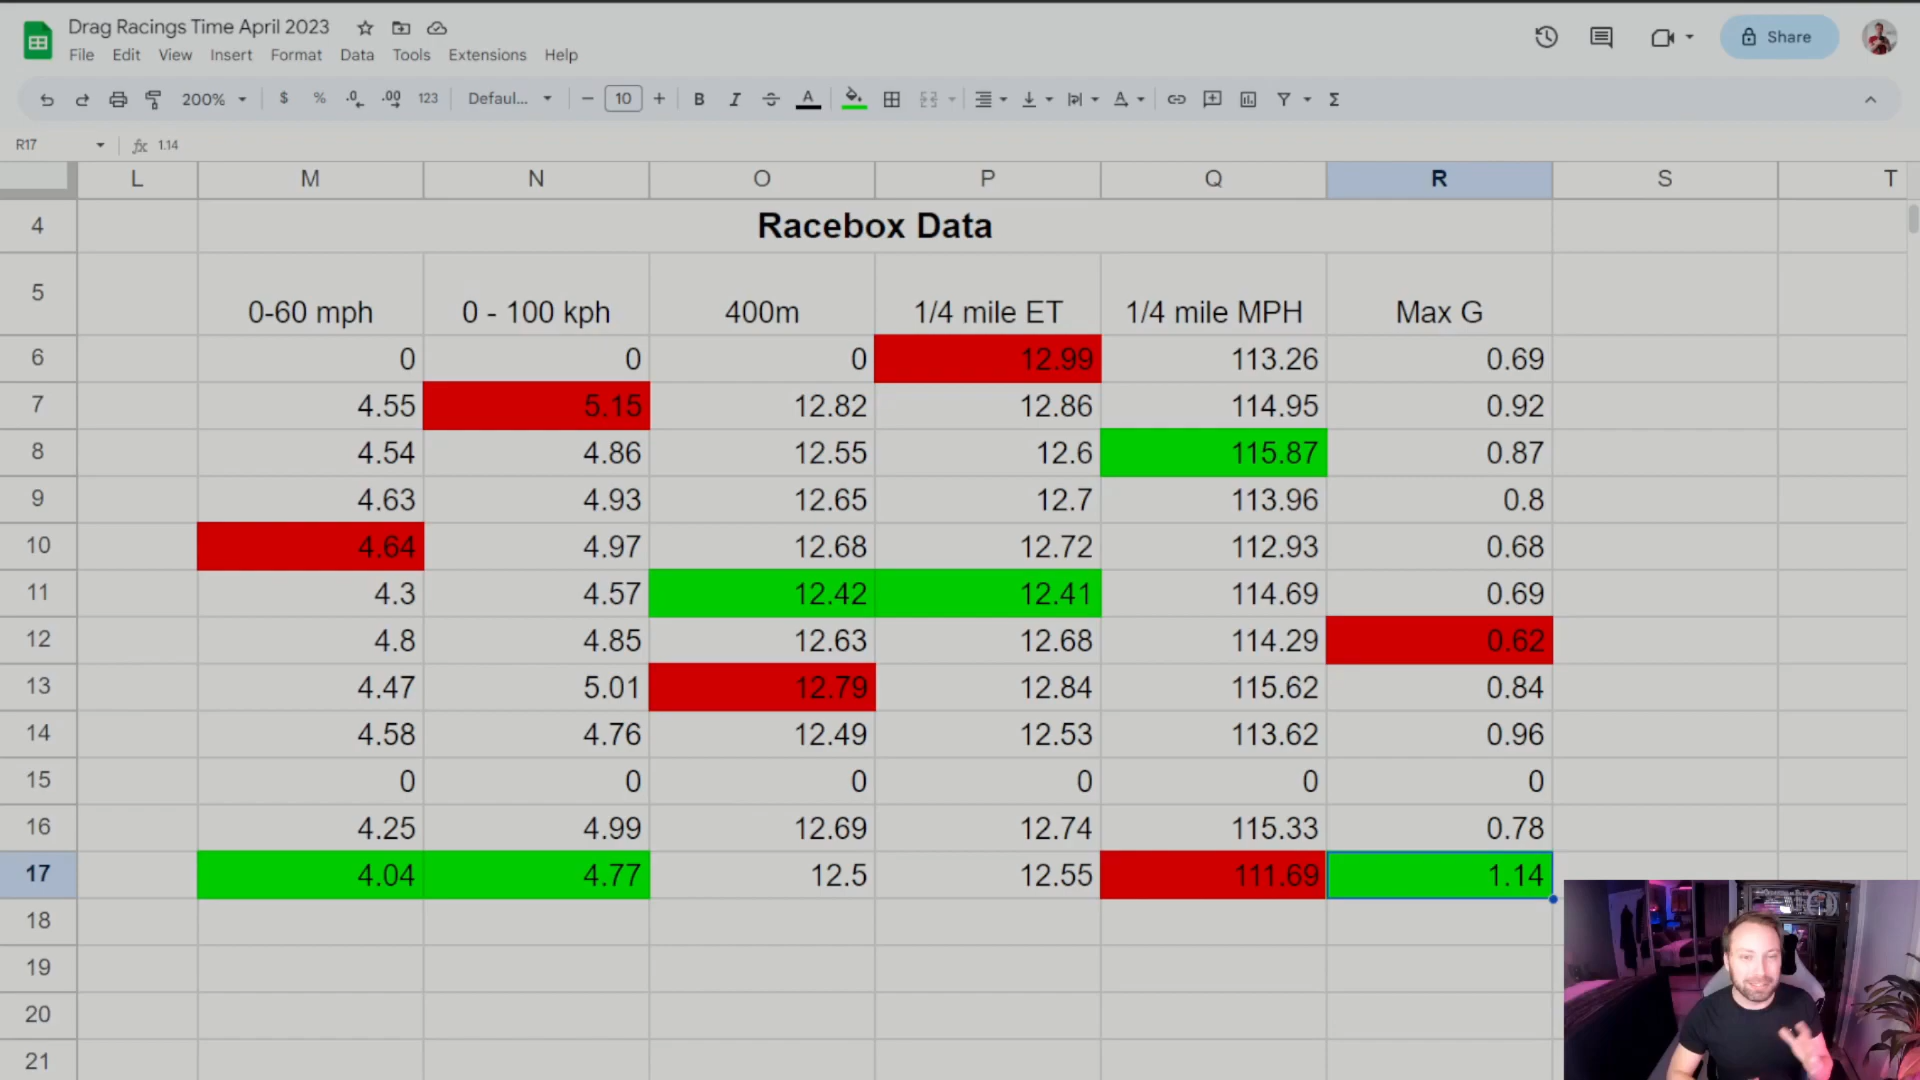 Drag Racings Time April 2023
File Edit View Insert Format Data Tools Extensions Help
Share
200% $ % .0 .00 123 Defaul... − 10 + B I S A Σ
R17 fx 1.14
L M N O P Q R S T
4 Racebox Data
5 0-60 mph 0 - 100 kph 400m 1/4 mile ET 1/4 mile MPH Max G
6 0 0 0 12.99 113.26 0.69
7 4.55 5.15 12.82 12.86 114.95 0.92
8 4.54 4.86 12.55 12.6 115.87 0.87
9 4.63 4.93 12.65 12.7 113.96 0.8
10 4.64 4.97 12.68 12.72 112.93 0.68
11 4.3 4.57 12.42 12.41 114.69 0.69
12 4.8 4.85 12.63 12.68 114.29 0.62
13 4.47 5.01 12.79 12.84 115.62 0.84
14 4.58 4.76 12.49 12.53 113.62 0.96
15 0 0 0 0 0 0
16 4.25 4.99 12.69 12.74 115.33 0.78
17 4.04 4.77 12.5 12.55 111.69 1.14
18
19
20
21